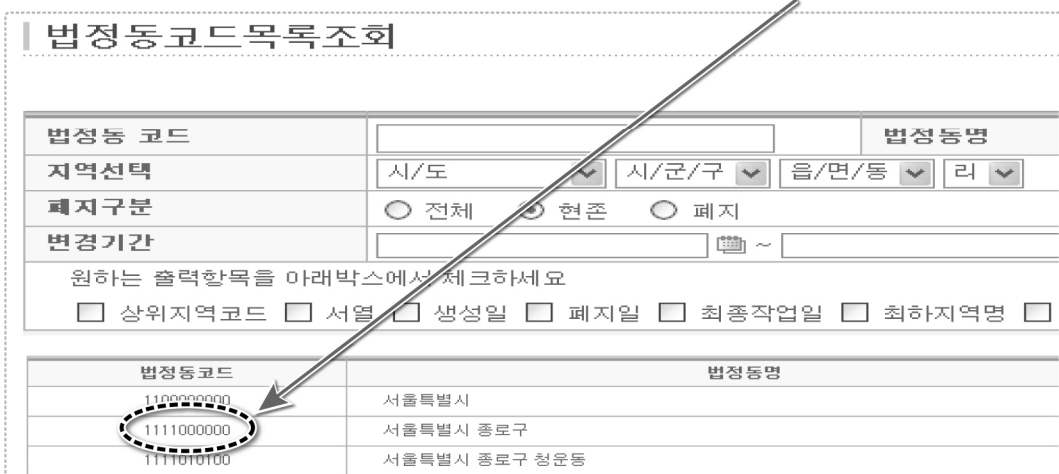 법정동코드목록조회
법정동 코드 법정동명
지역선택 시/도 시/군/구 읍/면/동 리
폐지구분 전체 현존 폐지
변경기간 ~
원하는 출력항목을 아래박스에서 체크하세요
상위지역코드 서열 생성일 폐지일 최종작업일 최하지역명
법정동코드 법정동명
1100000000 서울특별시
1111000000 서울특별시 종로구
1111010100 서울특별시 종로구 청운동